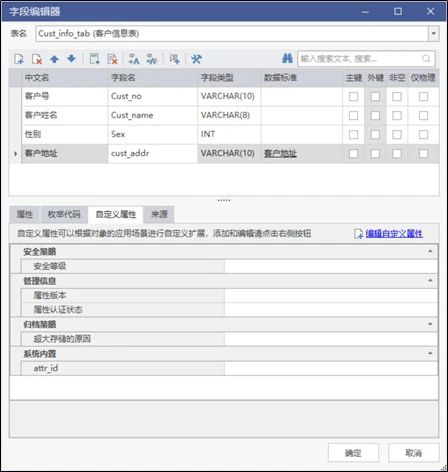 字段编辑器
表名 Cust_info_tab (客户信息表)
输入搜索文本, 搜索...
中文名 字段名 字段类型 数据标准 主键 外键 非空 仅物理
客户号 Cust_no VARCHAR(10)
客户姓名 Cust_name VARCHAR(8)
性别 Sex INT
客户地址 cust_addr VARCHAR(10) 客户地址
属性 枚举代码 自定义属性 来源
自定义属性可以根据对象的应用场景进行自定义扩展，添加和编辑请点击右侧按钮 编辑自定义属性
安全策略
安全等级
管理信息
属性版本
属性认证状态
归档策略
超大存储的原因
系统内置
attr_id
确定 取消